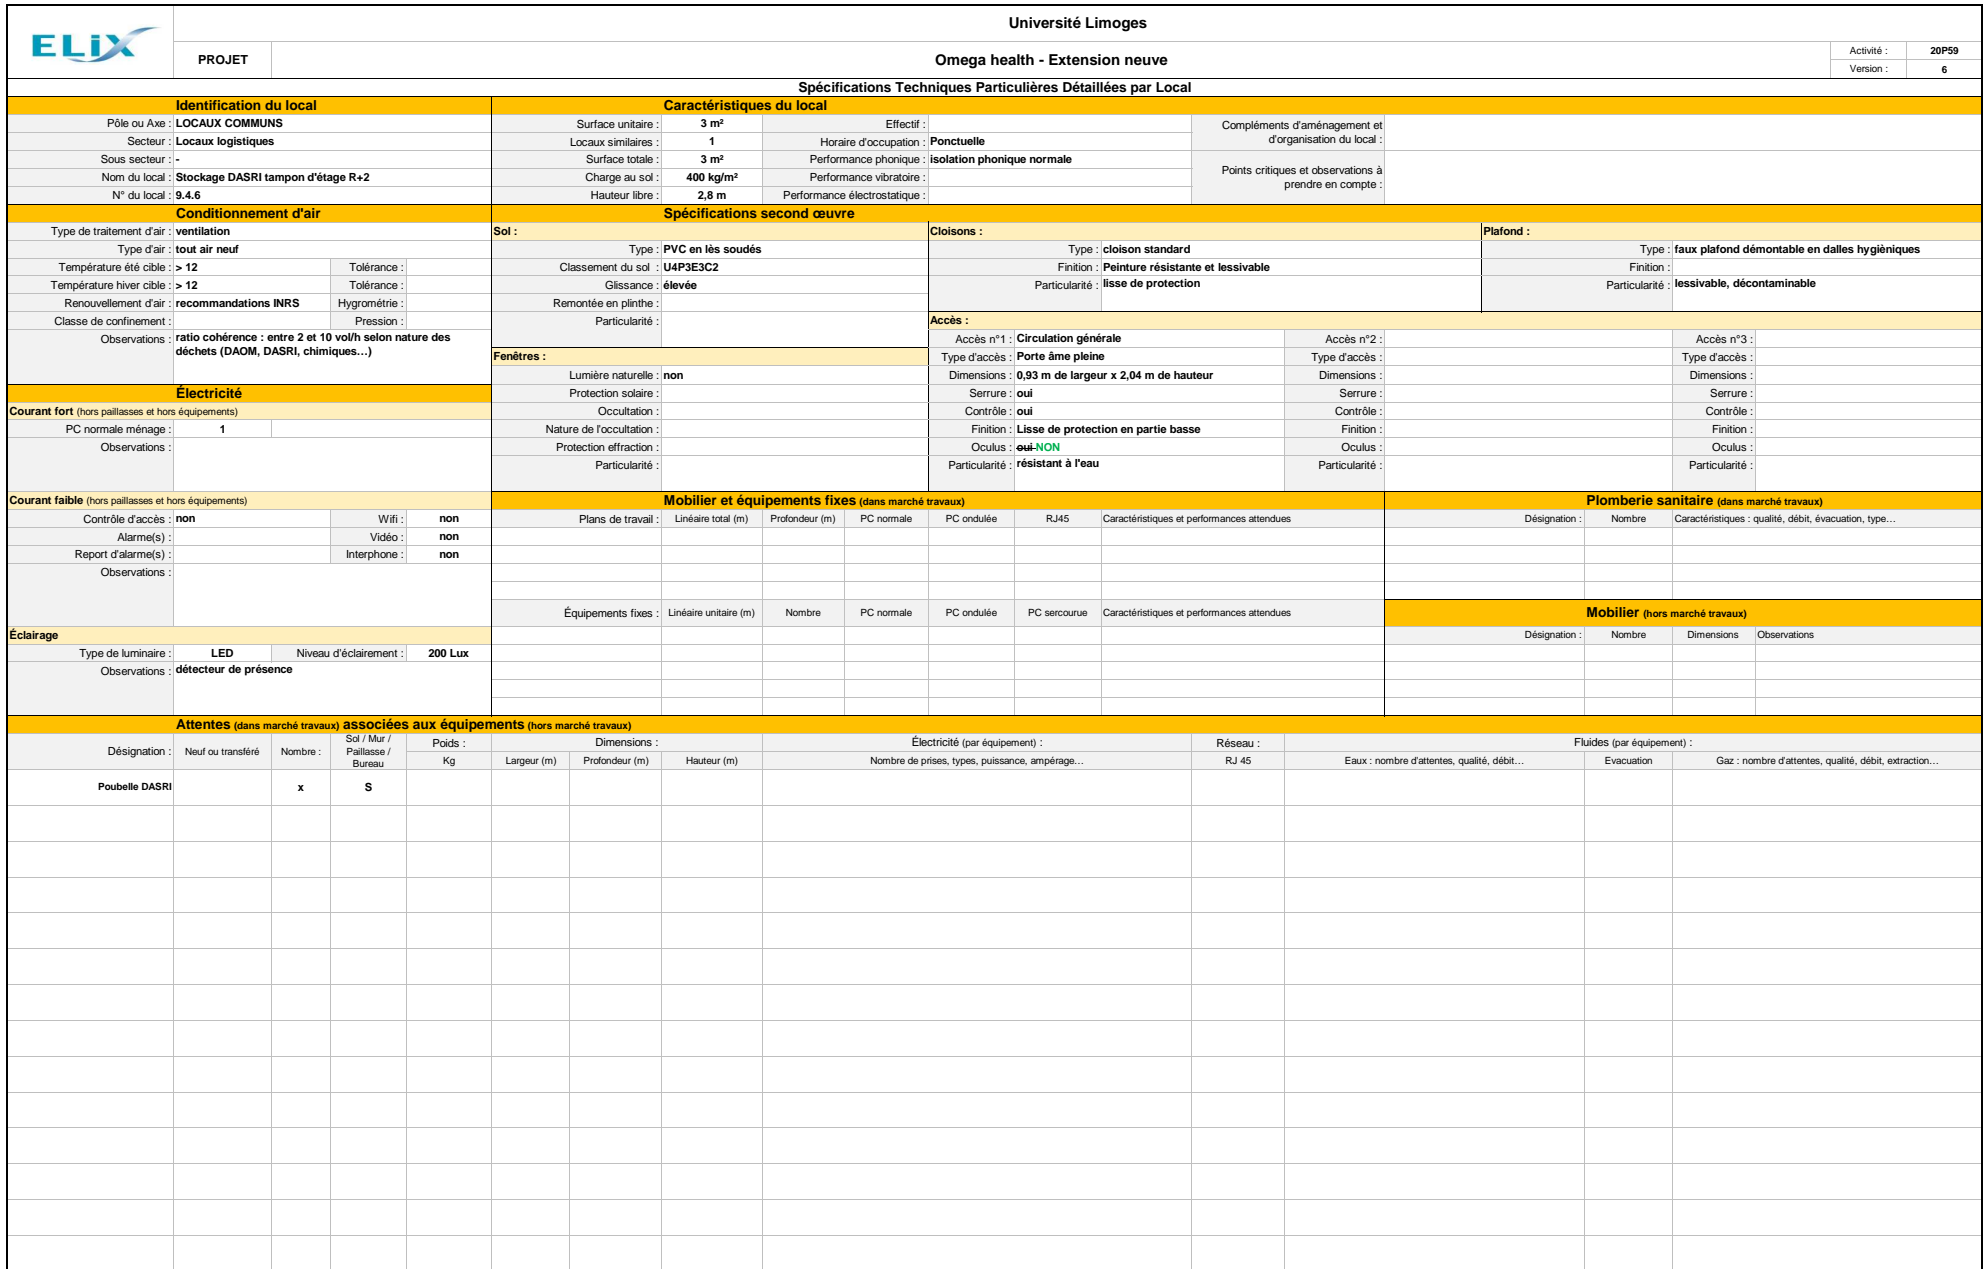 ELiX
Université Limoges
PROJET
Omega health - Extension neuve
Activité : 20P59
Version : 6
Spécifications Techniques Particulières Détaillées par Local
Identification du local
Pôle ou Axe : LOCAUX COMMUNS
Secteur : Locaux logistiques
Sous secteur : -
Nom du local : Stockage DASRI tampon d'étage R+2
N° du local : 9.4.6
Caractéristiques du local
Surface unitaire : 3 m² Effectif :
Locaux similaires : 1 Horaire d'occupation : Ponctuelle
Surface totale : 3 m² Performance phonique : isolation phonique normale
Charge au sol : 400 kg/m² Performance vibratoire :
Hauteur libre : 2,8 m Performance électrostatique :
Compléments d'aménagement et
d'organisation du local :
Points critiques et observations à
prendre en compte :
Conditionnement d'air
Type de traitement d'air : ventilation
Type d'air : tout air neuf
Température été cible : > 12 Tolérance :
Température hiver cible : > 12 Tolérance :
Renouvellement d'air : recommandations INRS Hygrométrie :
Classe de confinement : Pression :
Observations : ratio cohérence : entre 2 et 10 vol/h selon nature des
déchets (DAOM, DASRI, chimiques…)
Spécifications second œuvre
Sol :
Type : PVC en lès soudés
Classement du sol : U4P3E3C2
Glissance : élevée
Remontée en plinthe :
Particularité :
Cloisons :
Type : cloison standard
Finition : Peinture résistante et lessivable
Particularité : lisse de protection
Plafond :
Type : faux plafond démontable en dalles hygièniques
Finition :
Particularité : lessivable, décontaminable
Fenêtres :
Lumière naturelle : non
Protection solaire :
Occultation :
Nature de l'occultation :
Protection effraction :
Particularité :
Accès :
Accès n°1 : Circulation générale Accès n°2 : Accès n°3 :
Type d'accès : Porte âme pleine Type d'accès : Type d'accès :
Dimensions : 0,93 m de largeur x 2,04 m de hauteur Dimensions : Dimensions :
Serrure : oui Serrure : Serrure :
Contrôle : oui Contrôle : Contrôle :
Finition : Lisse de protection en partie basse Finition : Finition :
Oculus : oui NON Oculus : Oculus :
Particularité : résistant à l'eau Particularité : Particularité :
Électricité
Courant fort (hors paillasses et hors équipements)
PC normale ménage : 1
Observations :
Courant faible (hors paillasses et hors équipements)
Contrôle d'accès : non Wifi : non
Alarme(s) : Vidéo : non
Report d'alarme(s) : Interphone : non
Observations :
Éclairage
Type de luminaire : LED Niveau d'éclairement : 200 Lux
Observations : détecteur de présence
Mobilier et équipements fixes (dans marché travaux)
Plans de travail : Linéaire total (m) Profondeur (m) PC normale PC ondulée RJ45 Caractéristiques et performances attendues
Équipements fixes : Linéaire unitaire (m) Nombre PC normale PC ondulée PC sercourue Caractéristiques et performances attendues
Plomberie sanitaire (dans marché travaux)
Désignation : Nombre Caractéristiques : qualité, débit, évacuation, type…
Mobilier (hors marché travaux)
Désignation : Nombre Dimensions Observations
Attentes (dans marché travaux) associées aux équipements (hors marché travaux)
Désignation : Neuf ou transféré Nombre : Sol / Mur /
Paillasse /
Bureau
Poids : Dimensions : Électricité (par équipement) : Réseau : Fluides (par équipement) :
Kg Largeur (m) Profondeur (m) Hauteur (m) Nombre de prises, types, puissance, ampérage… RJ 45 Eaux : nombre d'attentes, qualité, débit… Evacuation Gaz : nombre d'attentes, qualité, débit, extraction…
Poubelle DASRI x S